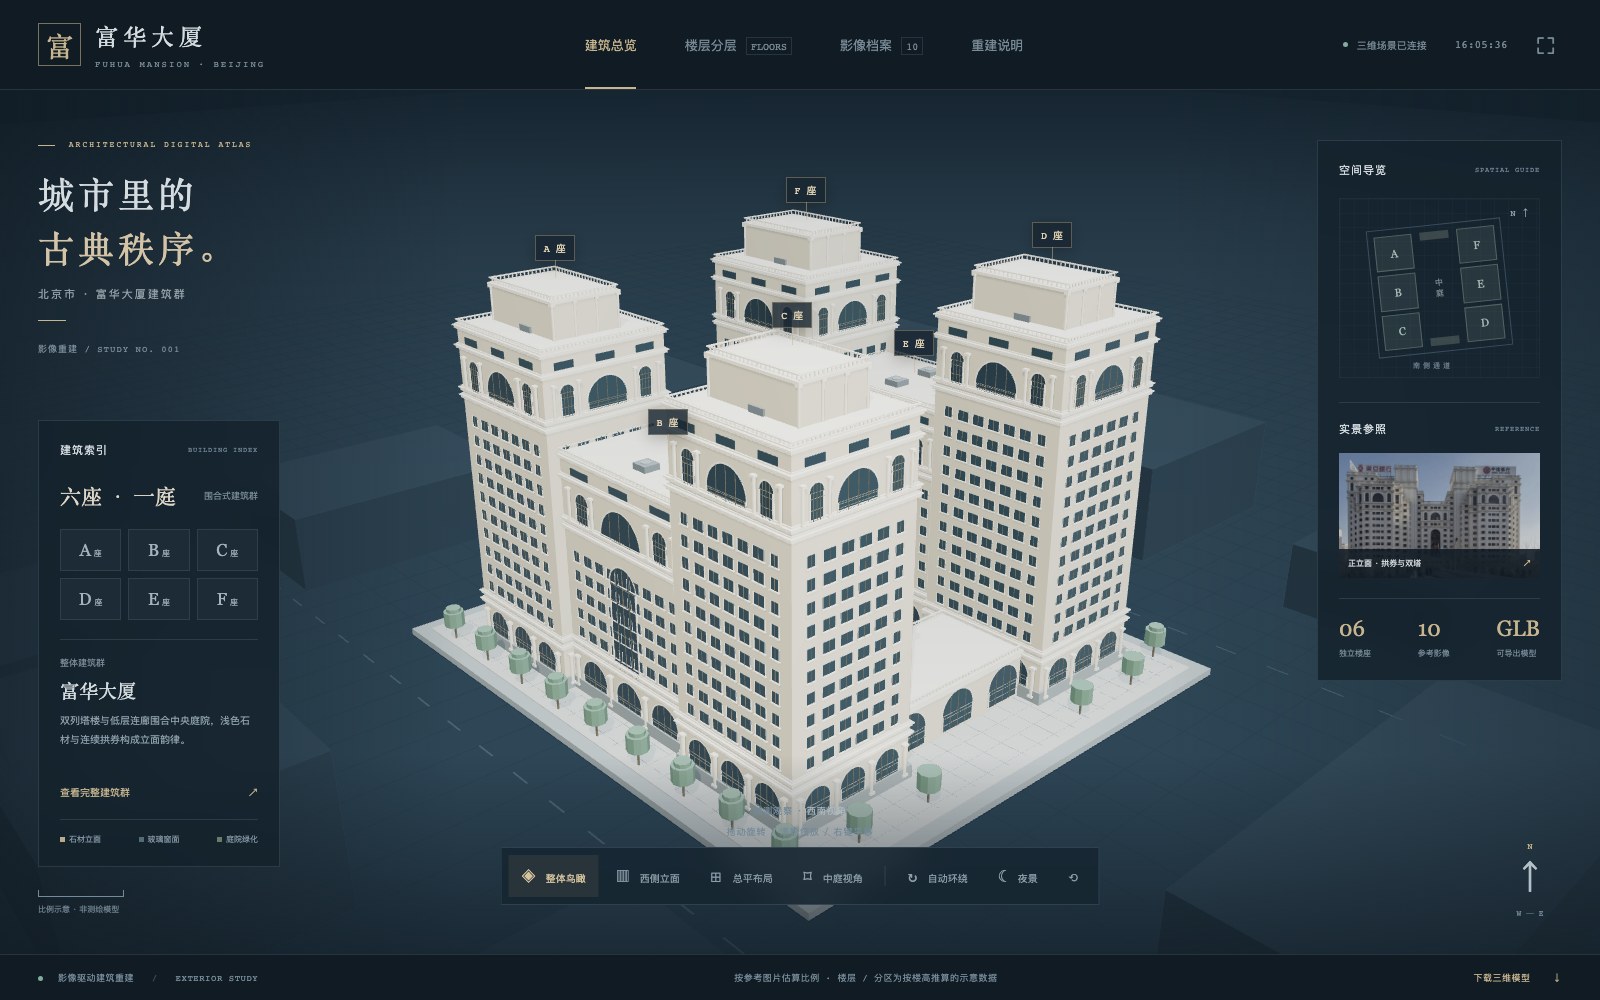 富
富华大厦
FUHUA MANSION · BEIJING
建筑总览
楼层分层 FLOORS
影像档案 10
重建说明
三维场景已连接
16:05:36
ARCHITECTURAL DIGITAL ATLAS
城市里的
古典秩序。
北京市 · 富华大厦建筑群
影像重建 / STUDY NO. 001
建筑索引
BUILDING INDEX
六座 · 一庭
围合式建筑群
A座 B座 C座
D座 E座 F座
整体建筑群
富华大厦
双列塔楼与低层连廊围合中央庭院，浅色石
材与连续拱券构成立面韵律。
查看完整建筑群 ↗
石材立面 玻璃窗面 庭院绿化
比例示意 · 非测绘模型
F 座
A 座
D 座
C 座
E 座
B 座
西南
拖动旋转 / 右键
整体鸟瞰
西侧立面
总平布局
中庭视角
自动环绕
夜景
空间导览
SPATIAL GUIDE
N ↑
A
F
B
中庭
E
C
D
南侧通道
实景参照
REFERENCE
正立面 · 拱券与双塔 ↗
06 10 GLB
独立楼座 参考影像 可导出模型
N
W — E
影像驱动建筑重建 / EXTERIOR STUDY
按参考图片估算比例 · 楼层 / 分区为按楼高推算的示意数据
下载三维模型 ↓